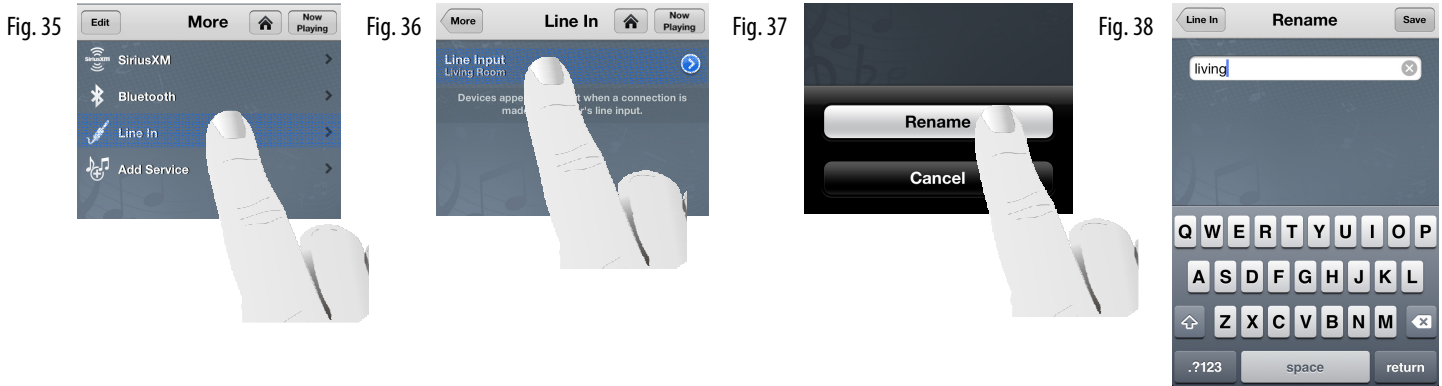 Fig. 35
Edit
More
Now
Playing
SiriusXM
SiriusXM
Bluetooth
Line In
Add Service
Fig. 36
More
Line In
Now
Playing
Line Input
Living Room
Devices appe t when a connection is
mad r's line input.
Fig. 37
Rename
Cancel
Fig. 38
Line In
Rename
Save
living
Q W E R T Y U I O P
A S D F G H J K L
Z X C V B N M
.?123
space
return